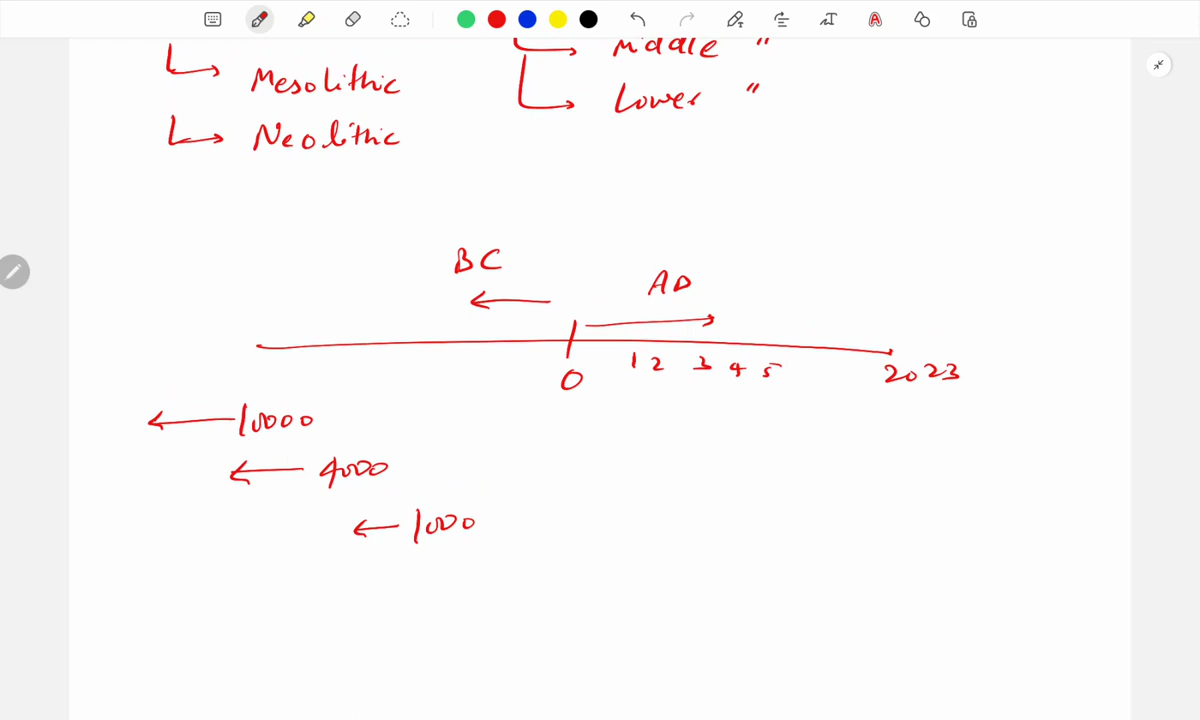 Middle "
Mesolithic
Lower "
Neolithic
BC
AD
0 1 2 3 4 5 2023
10000
4000
1000